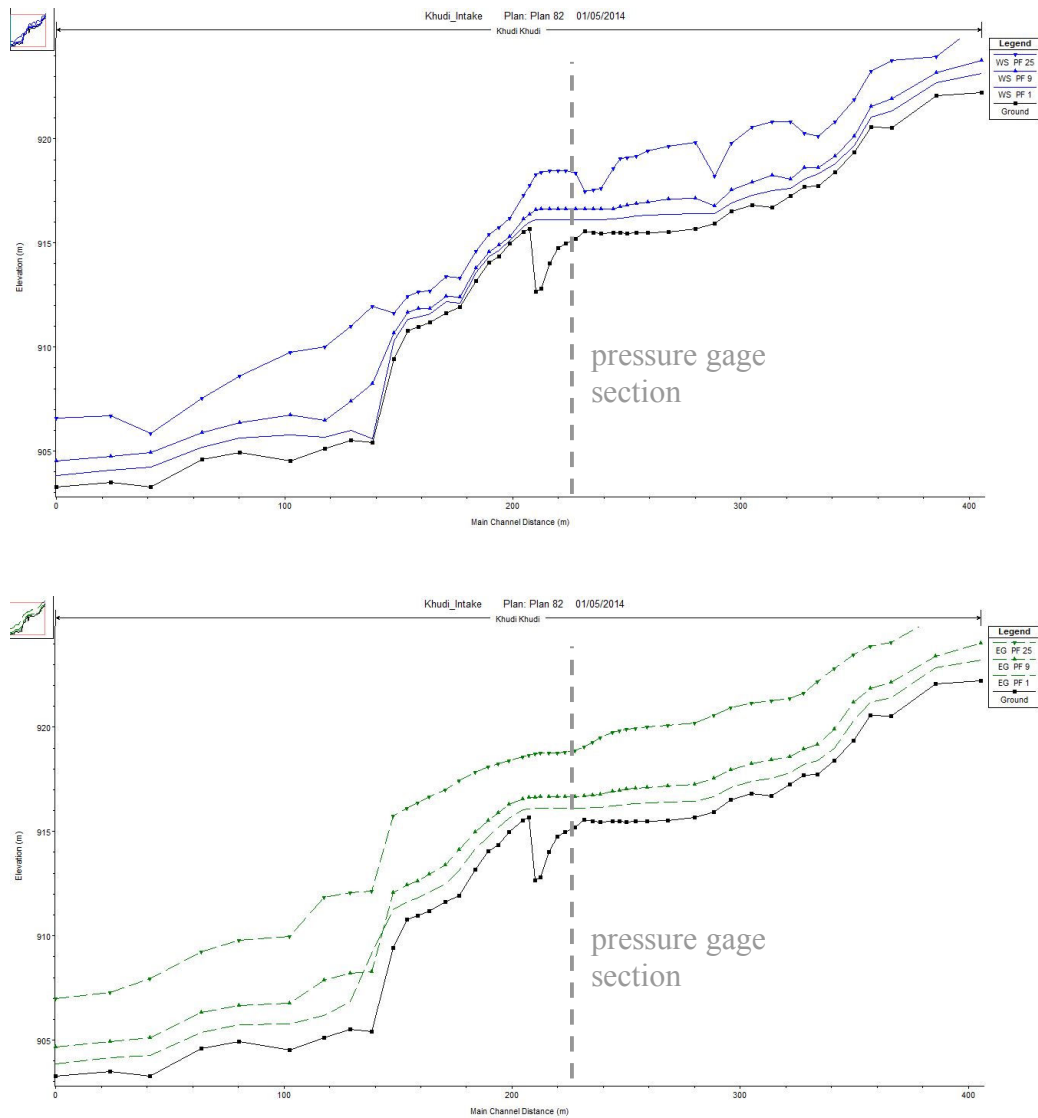 Khudi_Intake Plan: Plan 82 01/05/2014
Khudi Khudi
Legend
WS PF 25
WS PF 9
WS PF 1
Ground
920
915
910
905
Elevation (m)
pressure gage
section
0 100 200 300 400
Main Channel Distance (m)
Khudi_Intake Plan: Plan 82 01/05/2014
Khudi Khudi
Legend
EG PF 25
EG PF 9
EG PF 1
Ground
920
915
910
905
Elevation (m)
pressure gage
section
0 100 200 300 400
Main Channel Distance (m)